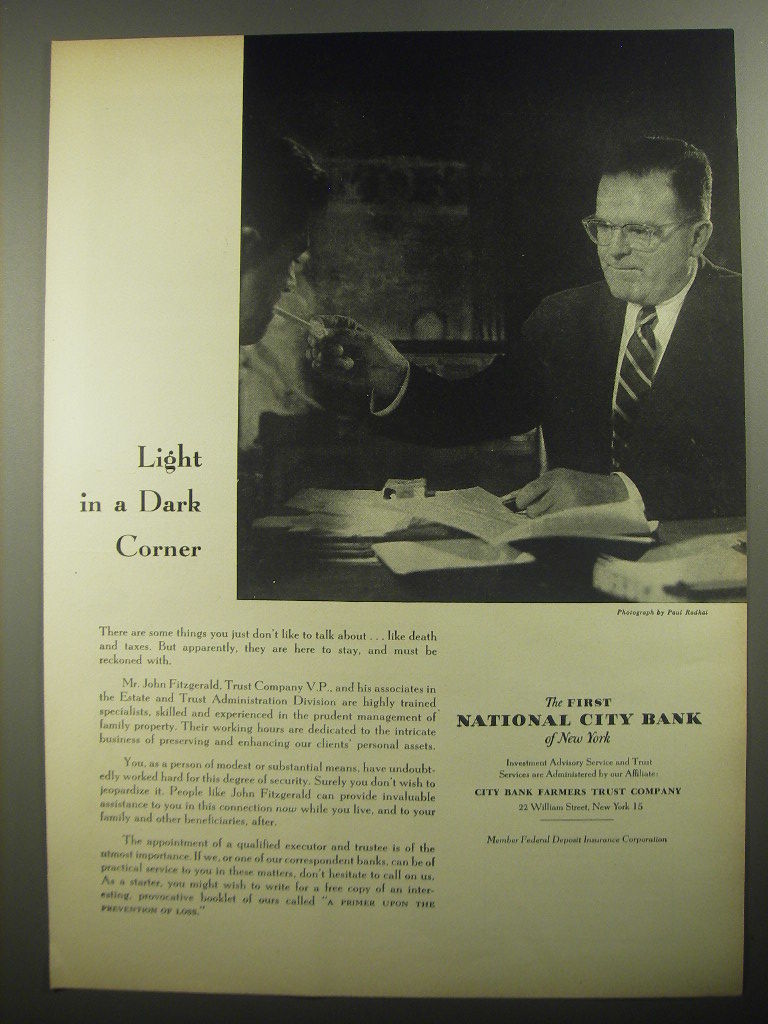 Light
in a Dark
Corner
Photograph by Paul Radkai
There are some things you just don't like to talk about . . . like death
and taxes. But apparently, they are here to stay, and must be
reckoned with.
Mr. John Fitzgerald, Trust Company V.P., and his associates in
the Estate and Trust Administration Division are highly trained
specialists, skilled and experienced in the prudent management of
family property. Their working hours are dedicated to the intricate
business of preserving and enhancing our clients' personal assets.
You, as a person of modest or substantial means, have undoubt-
edly worked hard for this degree of security. Surely you don't wish to
jeopardize it. People like John Fitzgerald can provide invaluable
assistance to you in this connection now while you live, and to your
family and other beneficiaries, after.
The appointment of a qualified executor and trustee is of the
utmost importance. If we, or one of our correspondent banks, can be of
practical service to you in these matters, don't hesitate to call on us.
As a starter, you might wish to write for a free copy of an inter-
esting, provocative booklet of ours called "A PRIMER UPON THE
PREVENTION OF LOSS."
The FIRST
NATIONAL CITY BANK
of New York
Investment Advisory Service and Trust
Services are Administered by our Affiliate:
CITY BANK FARMERS TRUST COMPANY
22 William Street, New York 15
Member Federal Deposit Insurance Corporation